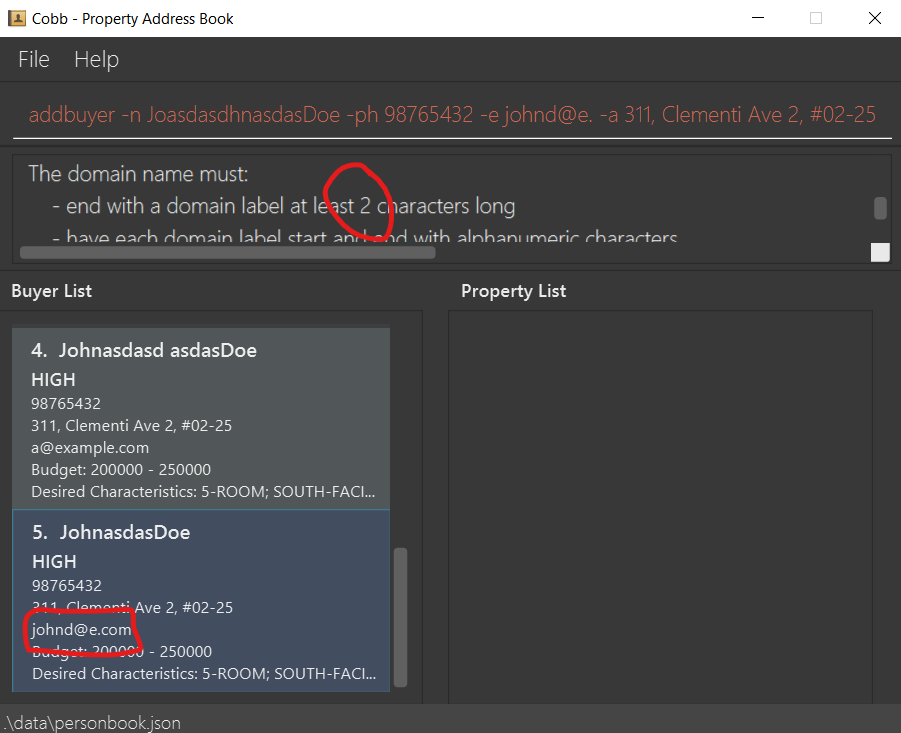 Cobb - Property Address Book
File Help
addbuyer -n JoasdasdhnasdasDoe -ph 98765432 -e johnd@e. -a 311, Clementi Ave 2, #02-25
The domain name must:
- end with a domain label at least 2 characters long
- have each domain label start and end with alphanumeric characters
Buyer List
Property List
4. Johnasdasd asdasDoe
HIGH
98765432
311, Clementi Ave 2, #02-25
a@example.com
Budget: 200000 - 250000
Desired Characteristics: 5-ROOM; SOUTH-FACI...
5. JohnasdasDoe
HIGH
98765432
311, Clementi Ave 2, #02-25
johnd@e.com
Budget: 200000 - 250000
Desired Characteristics: 5-ROOM; SOUTH-FACI...
.\data\personbook.json